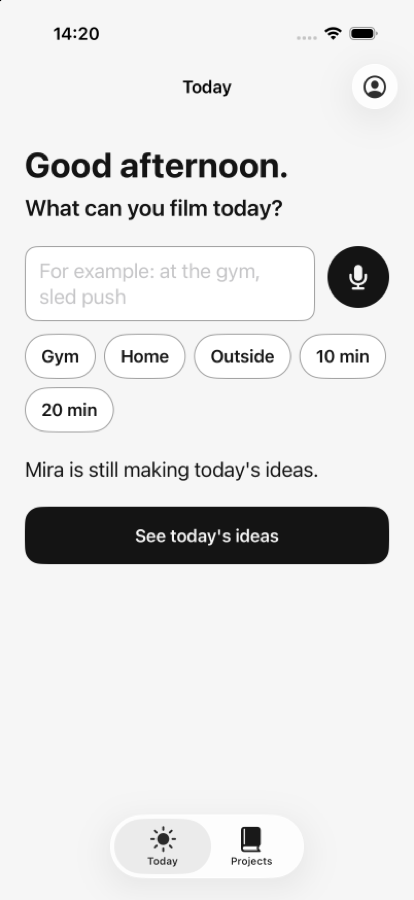 14:20
Today
Good afternoon.
What can you film today?
For example: at the gym,
sled push
Gym
Home
Outside
10 min
20 min
Mira is still making today's ideas.
See today's ideas
Today
Projects